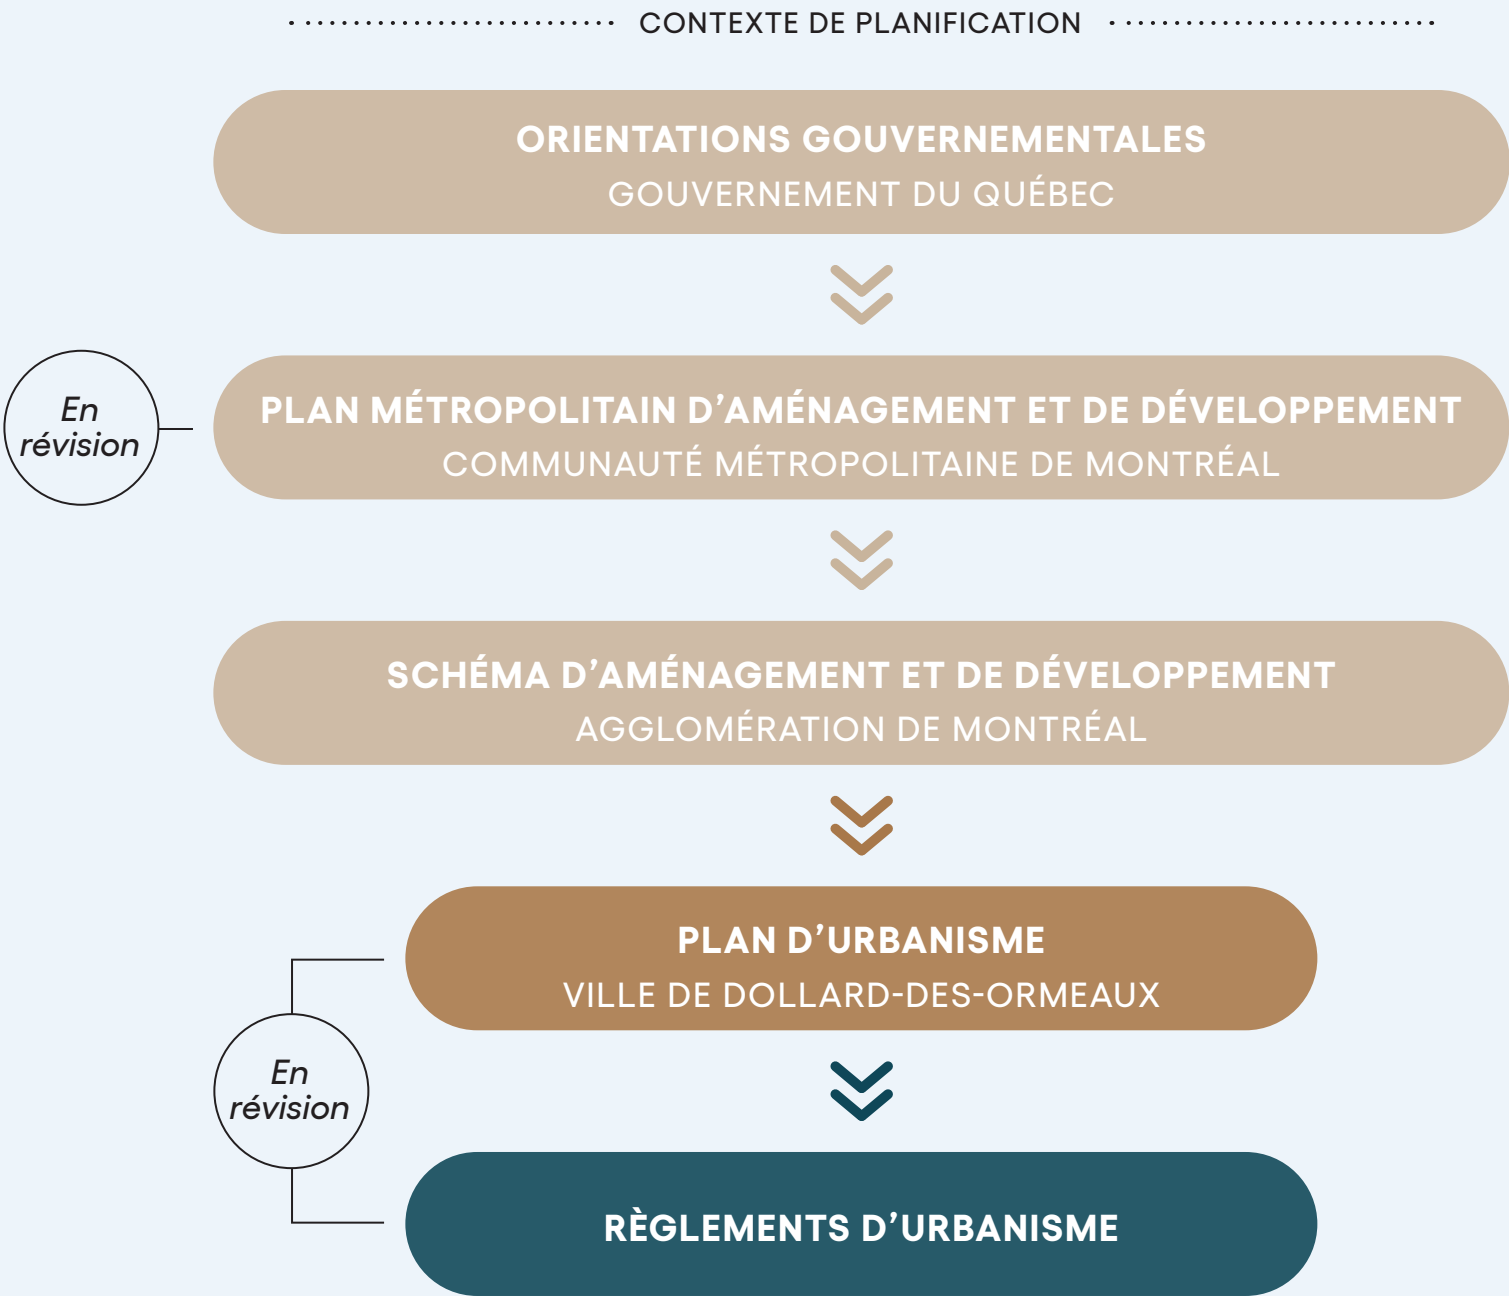 CONTEXTE DE PLANIFICATION
ORIENTATIONS GOUVERNEMENTALES
GOUVERNEMENT DU QUÉBEC
En
révision
PLAN MÉTROPOLITAIN D’AMÉNAGEMENT ET DE DÉVELOPPEMENT
COMMUNAUTÉ MÉTROPOLITAINE DE MONTRÉAL
SCHÉMA D’AMÉNAGEMENT ET DE DÉVELOPPEMENT
AGGLOMÉRATION DE MONTRÉAL
PLAN D’URBANISME
VILLE DE DOLLARD-DES-ORMEAUX
En
révision
RÈGLEMENTS D’URBANISME